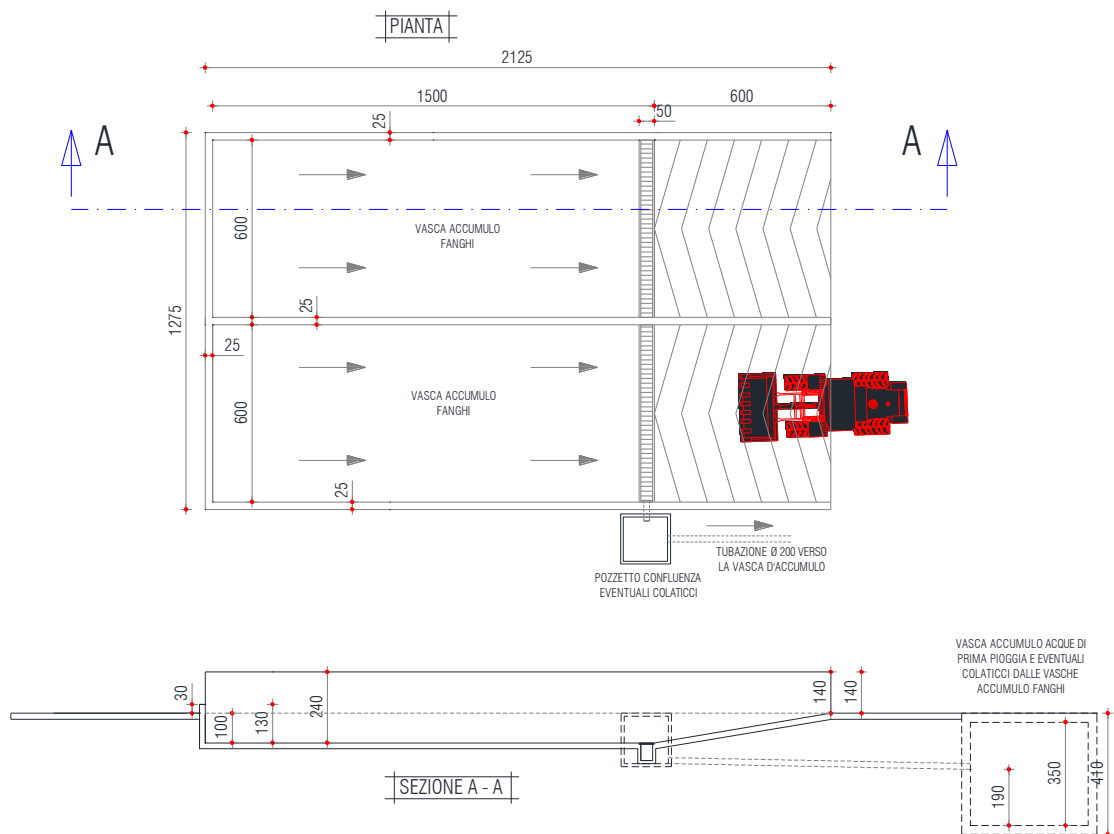 PIANTA
2125
1500
600
50
25
A
A
600
VASCA ACCUMULO
FANGHI
1275
25
25
VASCA ACCUMULO
FANGHI
600
25
TUBAZIONE Ø 200 VERSO
LA VASCA D'ACCUMULO
POZZETTO CONFLUENZA
EVENTUALI COLATICCI
VASCA ACCUMULO ACQUE DI
PRIMA PIOGGIA E EVENTUALI
COLATICCI DALLE VASCHE
ACCUMULO FANGHI
30
100
130
240
140
140
190
350
410
SEZIONE A - A